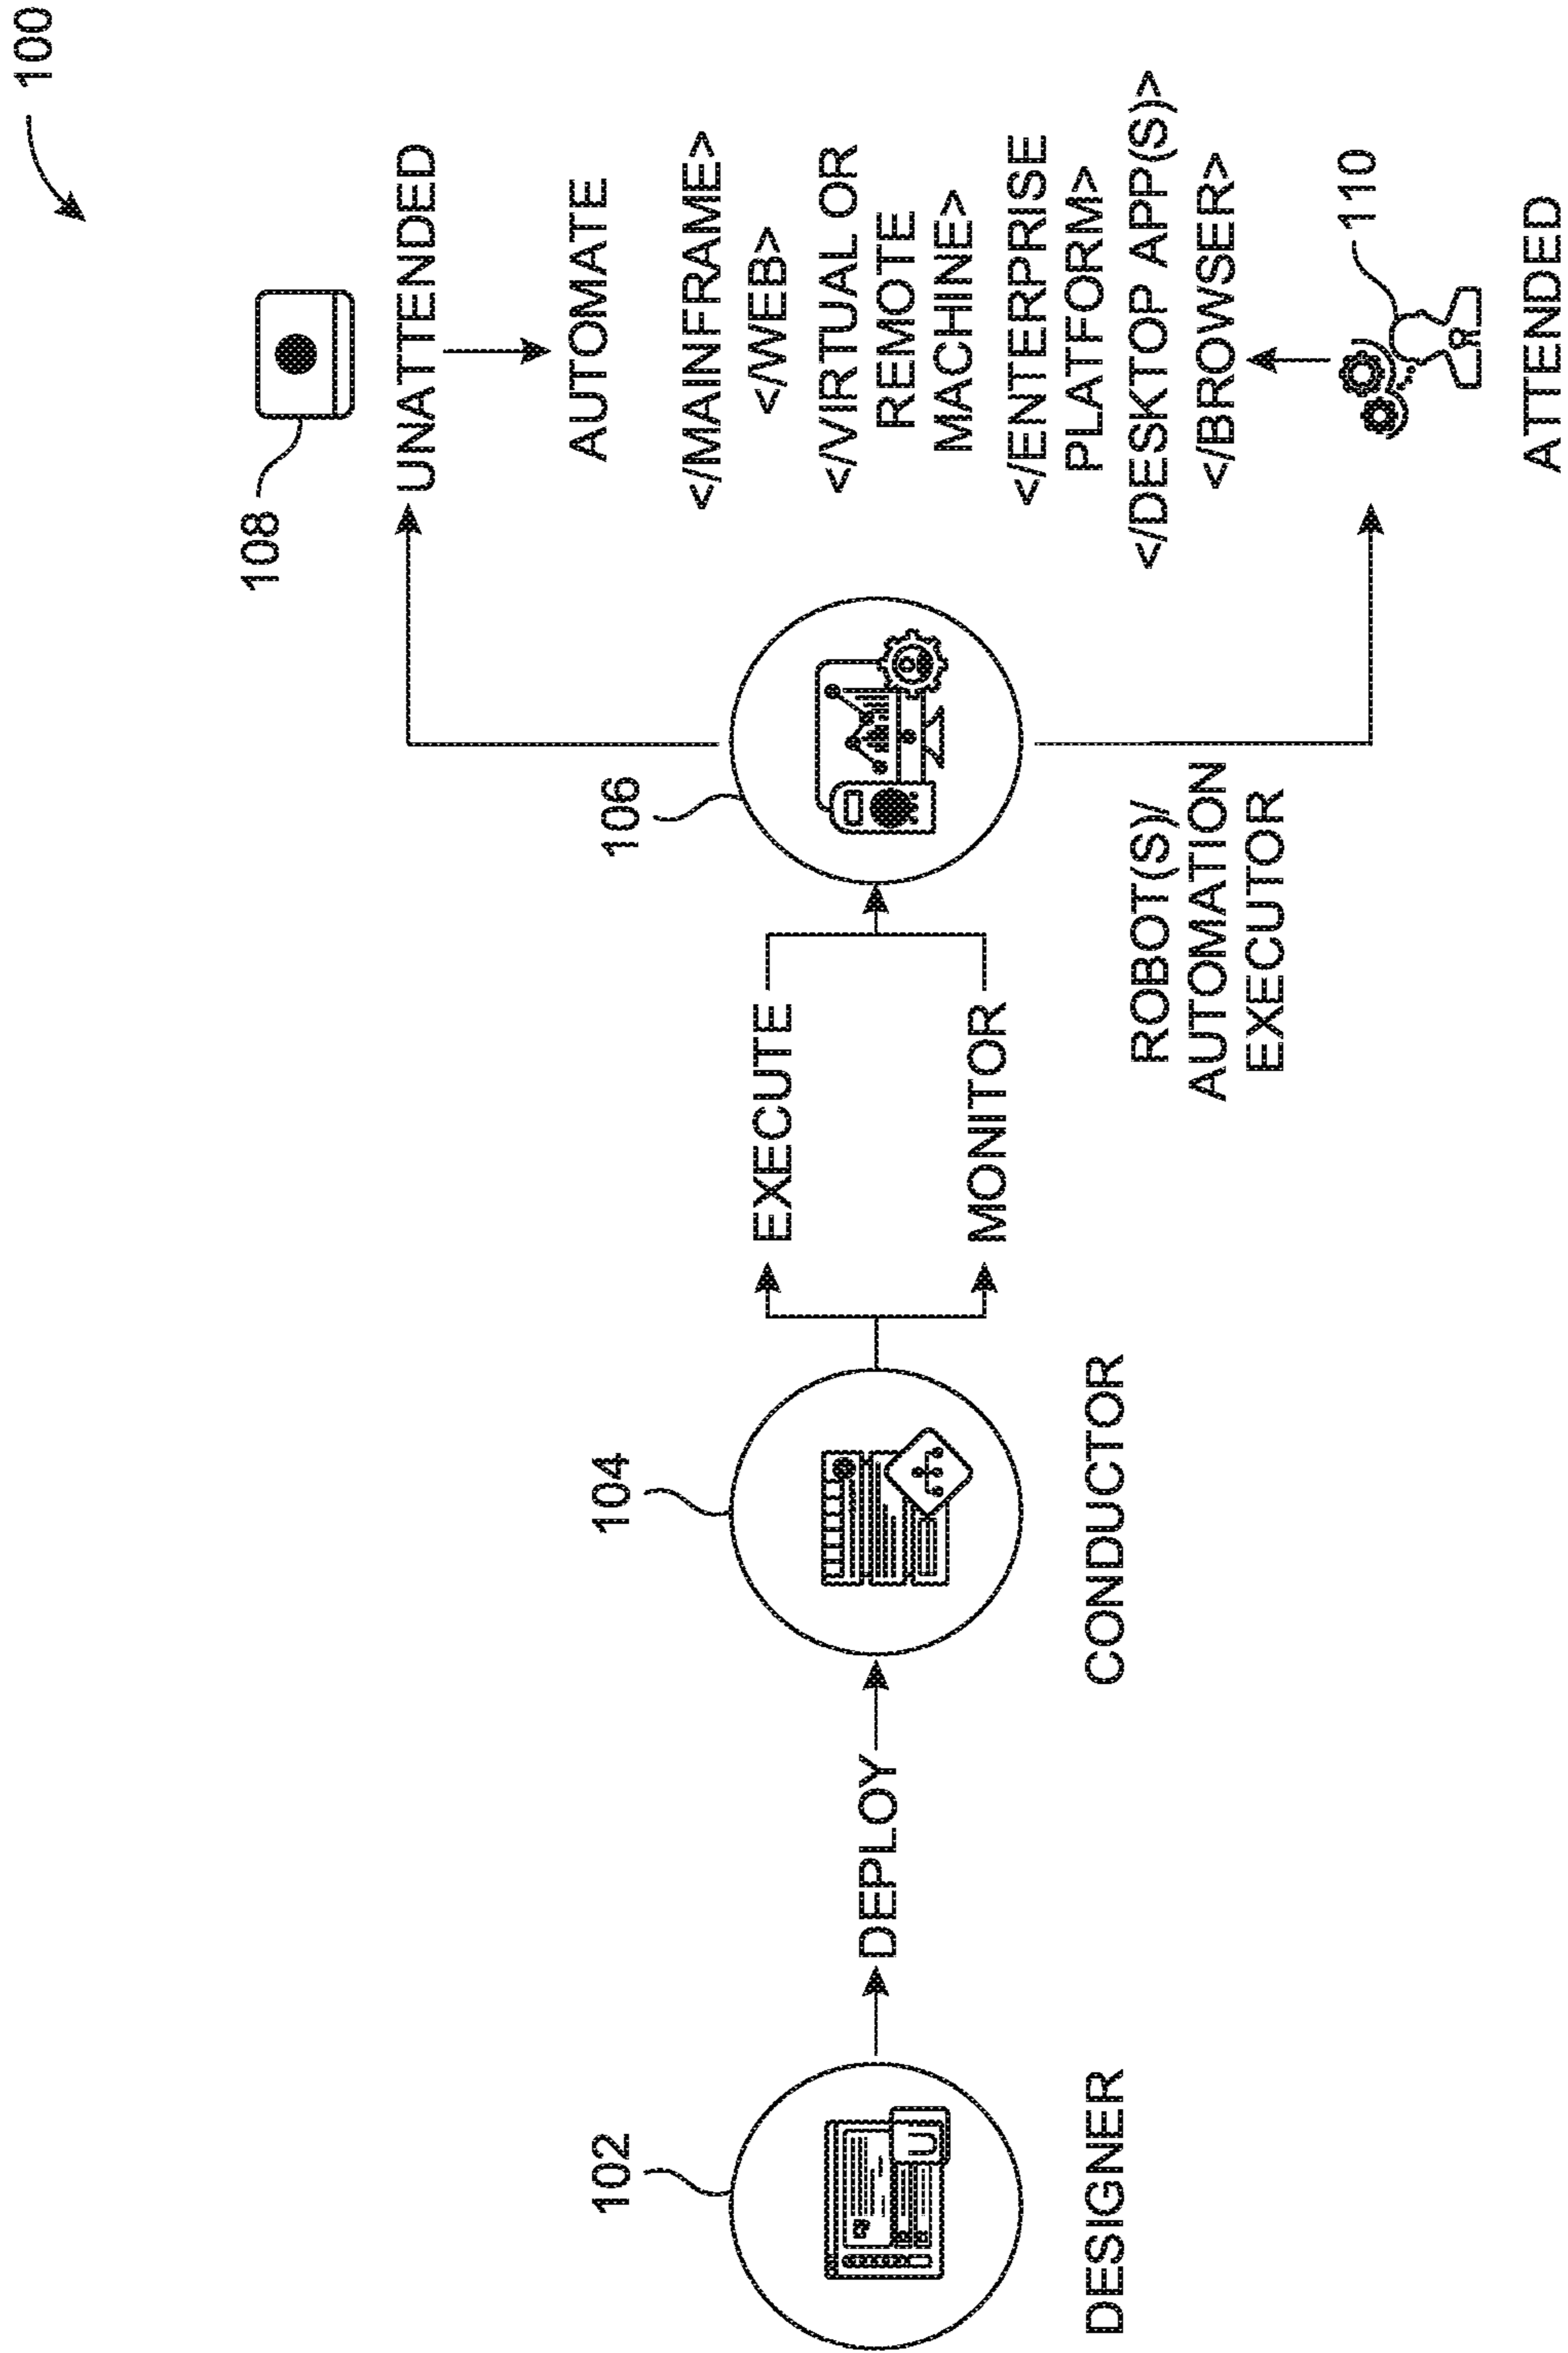 100
108
UNATTENDED
AUTOMATE
</MAINFRAME>
</WEB>
</VIRTUAL OR
REMOTE
MACHINE>
</ENTERPRISE
PLATFORM>
</DESKTOP APP(S)>
</BROWSER>
110
ATTENDED
106
ROBOT(S)/
AUTOMATION
EXECUTOR
EXECUTE
MONITOR
104
CONDUCTOR
DEPLOY
102
U
DESIGNER